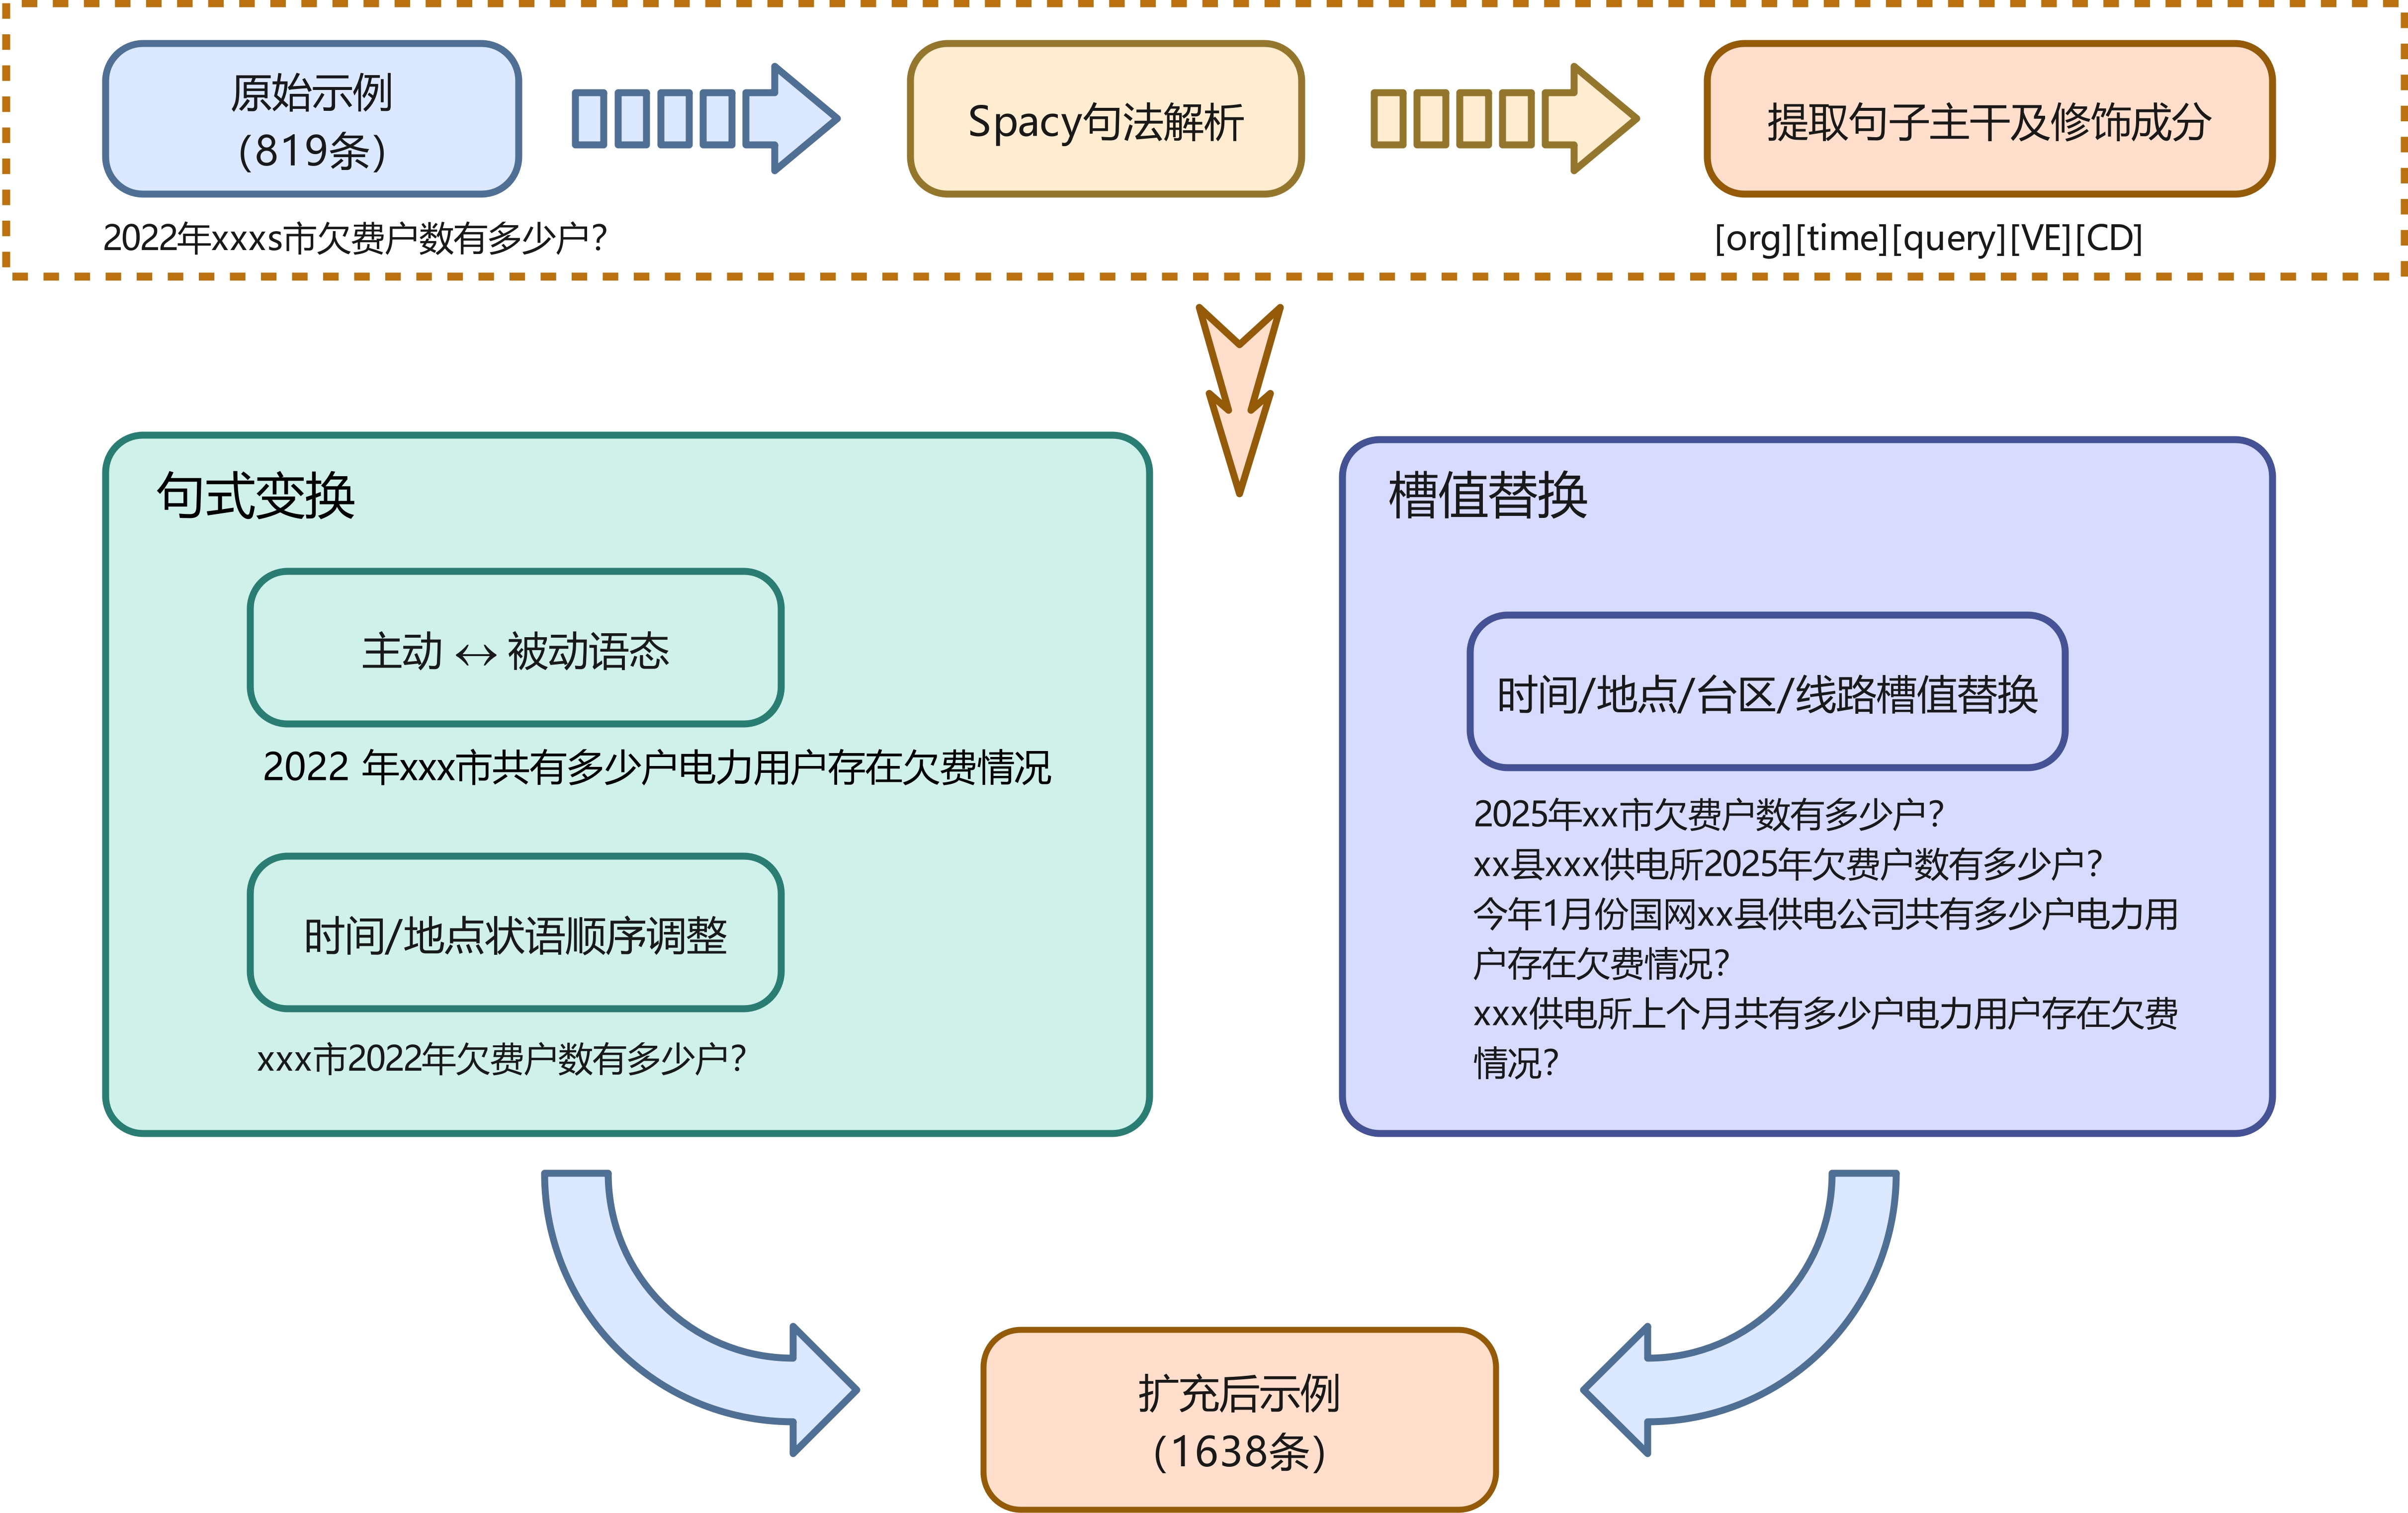 原始示例
(819条)
Spacy句法解析
提取句子主干及修饰成分
2022年xxxs市欠费户数有多少户?
[org][time][query][VE][CD]
句式变换
主动 ↔ 被动语态
2022 年xxx市共有多少户电力用户存在欠费情况
时间/地点状语顺序调整
xxx市2022年欠费户数有多少户?
槽值替换
时间/地点/台区/线路槽值替换
2025年xx市欠费户数有多少户?
xx县xxx供电所2025年欠费户数有多少户?
今年1月份国网xx县供电公司共有多少户电力用
户存在欠费情况?
xxx供电所上个月共有多少户电力用户存在欠费
情况?
扩充后示例
(1638条)